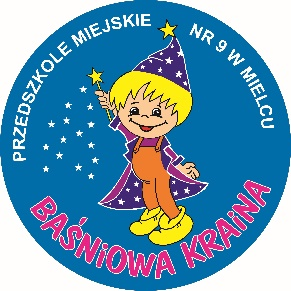 PRZEDSZKOLE MIEJSKIE NR 9 W MIELCU
BAŚNiOWA KRAiNA